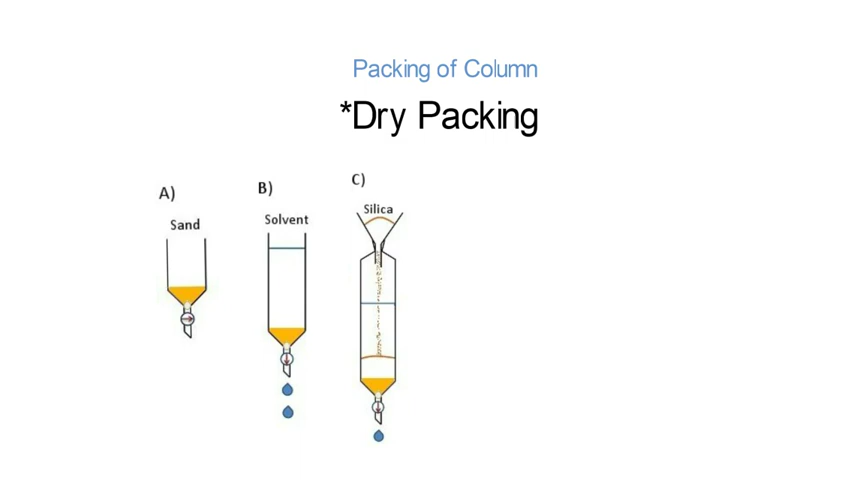 Packing of Column
*Dry Packing
A)
B)
C)
Sand
Solvent
Silica